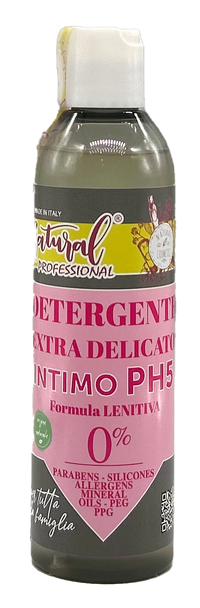 MADE IN ITALY
Natural®
PROFESSIONAL
DETERGENTE
EXTRA DELICATO
INTIMO PH5
Formula LENITIVA
0%
PARABENS - SILICONES
ALLERGENS
MINERAL
OILS - PEG
PPG
tutta
famiglia